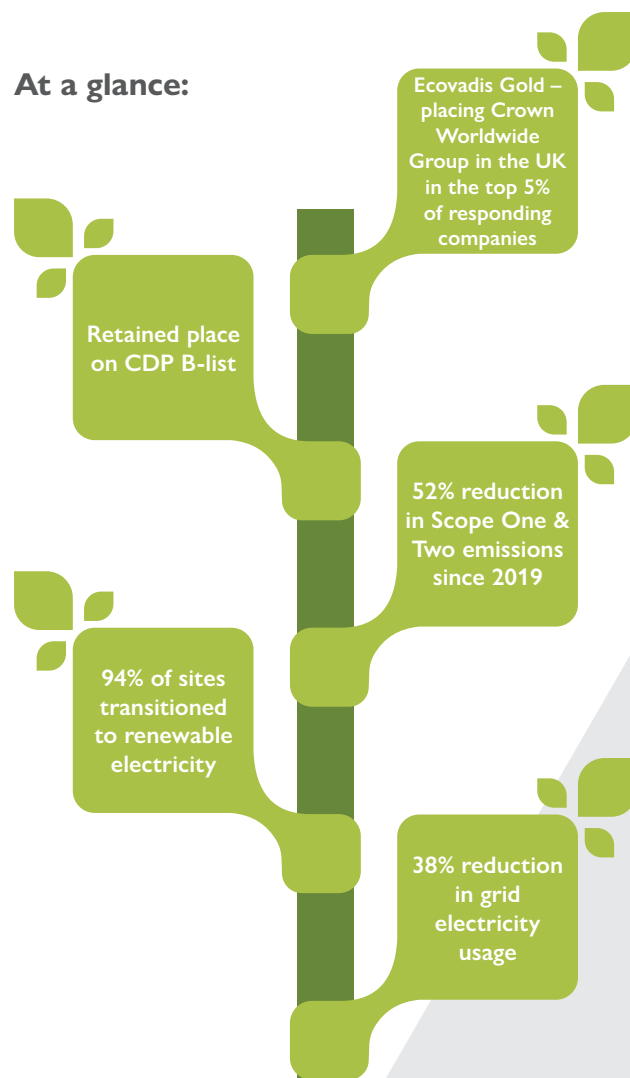 At a glance:
Ecovadis Gold –
placing Crown
Worldwide
Group in the UK
in the top 5%
of responding
companies
Retained place
on CDP B-list
52% reduction
in Scope One &
Two emissions
since 2019
94% of sites
transitioned
to renewable
electricity
38% reduction
in grid
electricity
usage